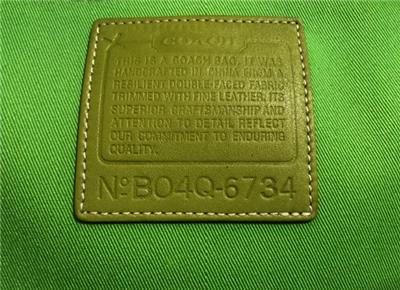 COACH
THIS IS A COACH BAG. IT WAS
HANDCRAFTED IN CHINA FROM A
RESILIENT DOUBLE-FACED FABRIC
TRIMMED WITH FINE LEATHER. ITS
SUPERIOR CRAFTSMANSHIP AND
ATTENTION TO DETAIL REFLECT
OUR COMMITMENT TO ENDURING
QUALITY.
NºBO4Q-6734